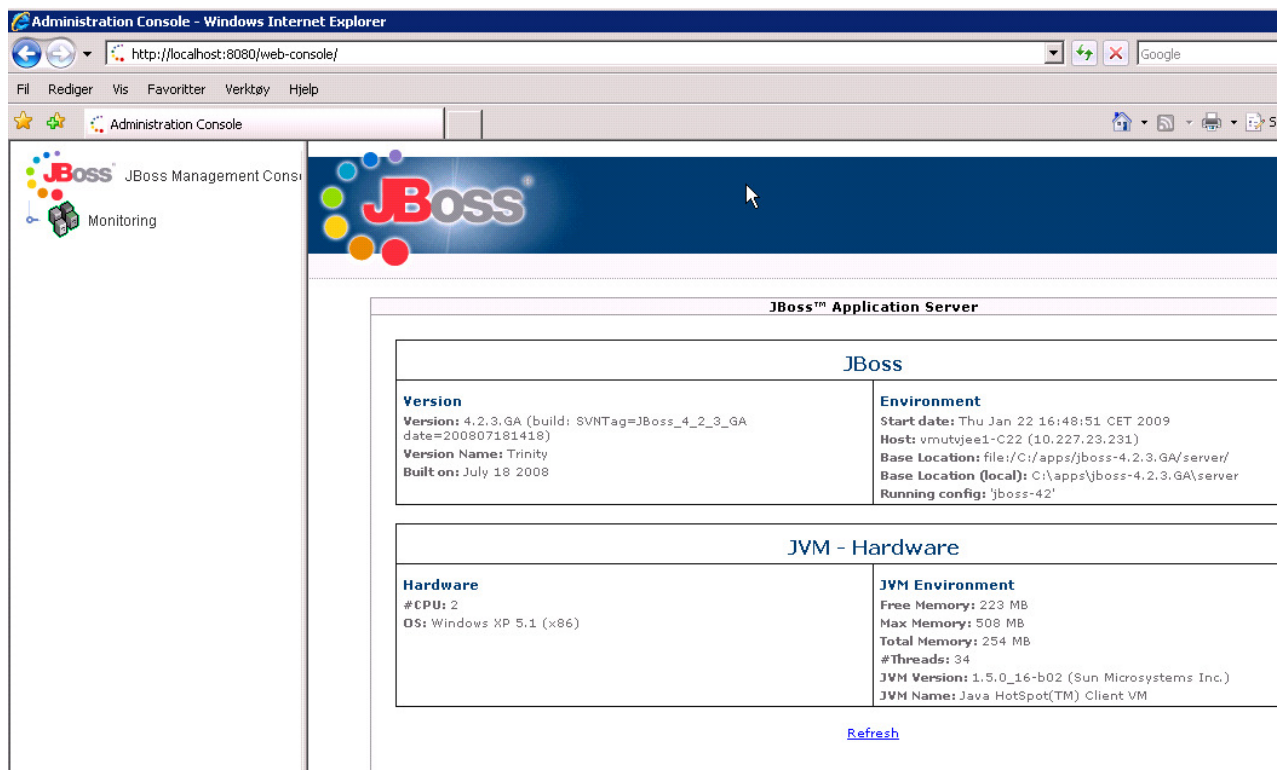 Administration Console - Windows Internet Explorer
http://localhost:8080/web-console/
Google
Fil Rediger Vis Favoritter Verktøy Hjelp
Administration Console
S
JBoss JBoss Management Conso
Monitoring
JBoss
JBoss™ Application Server
JBoss
Version
Version: 4.2.3.GA (build: SVNTag=JBoss_4_2_3_GA
date=200807181418)
Version Name: Trinity
Built on: July 18 2008
Environment
Start date: Thu Jan 22 16:48:51 CET 2009
Host: vmutvjee1-C22 (10.227.23.231)
Base Location: file:/C:/apps/jboss-4.2.3.GA/server/
Base Location (local): C:\apps\jboss-4.2.3.GA\server
Running config: 'jboss-42'
JVM - Hardware
Hardware
#CPU: 2
OS: Windows XP 5.1 (x86)
JVM Environment
Free Memory: 223 MB
Max Memory: 508 MB
Total Memory: 254 MB
#Threads: 34
JVM Version: 1.5.0_16-b02 (Sun Microsystems Inc.)
JVM Name: Java HotSpot(TM) Client VM
Refresh